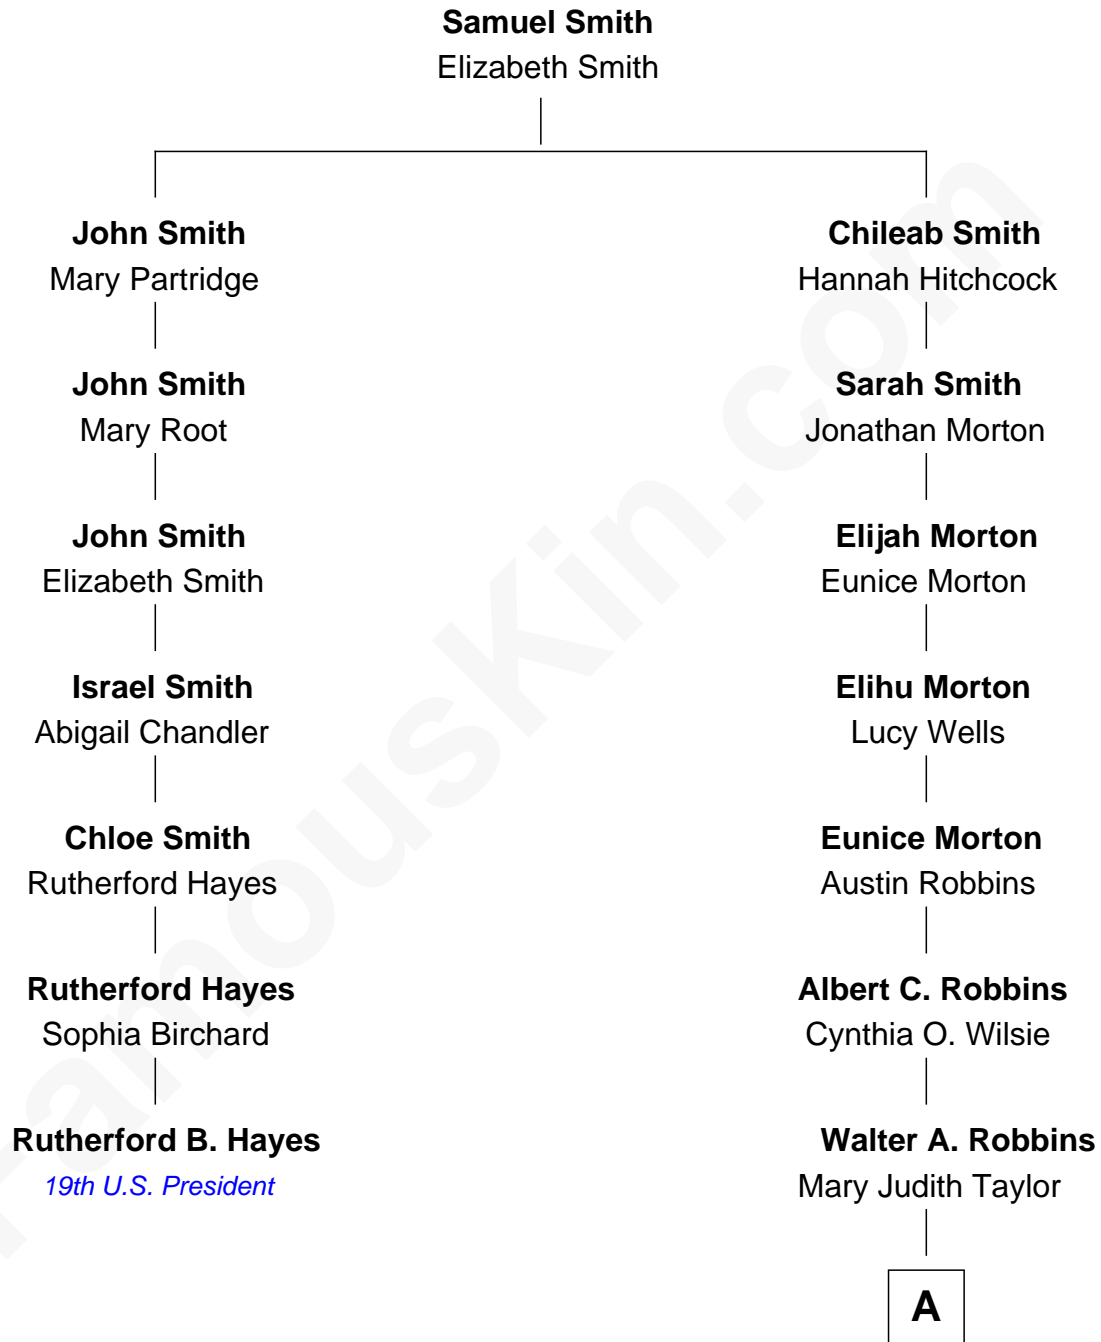 Samuel Smith
Elizabeth Smith
John Smith
Mary Partridge
John Smith
Mary Root
John Smith
Elizabeth Smith
Israel Smith
Abigail Chandler
Chloe Smith
Rutherford Hayes
Rutherford Hayes
Sophia Birchard
Rutherford B. Hayes
19th U.S. President
Chileab Smith
Hannah Hitchcock
Sarah Smith
Jonathan Morton
Elijah Morton
Eunice Morton
Elihu Morton
Lucy Wells
Eunice Morton
Austin Robbins
Albert C. Robbins
Cynthia O. Wilsie
Walter A. Robbins
Mary Judith Taylor
A
FamousKin.com